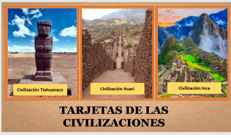 Civilización Tiahuanaco
Civilización Huari
Civilización Inca
TARJETAS DE LAS
CIVILIZACIONES